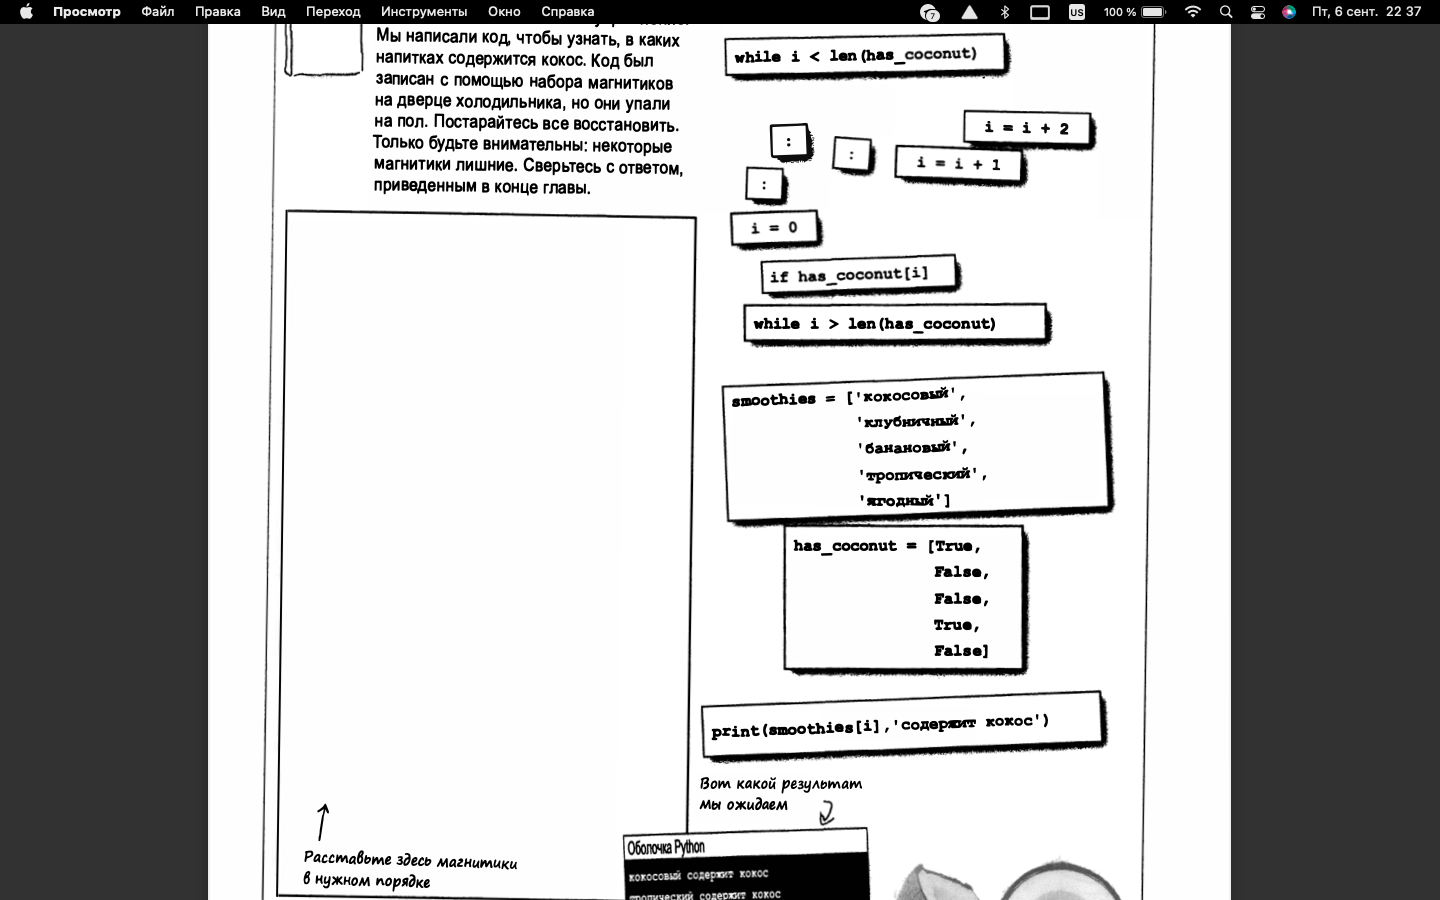 Просмотр Файл Правка Вид Переход Инструменты Окно Справка 7 US 100 % Пт, 6 сент. 22 37
Мы написали код, чтобы узнать, в каких
напитках содержится кокос. Код был
записан с помощью набора магнитиков
на дверце холодильника, но они упали
на пол. Постарайтесь все восстановить.
Только будьте внимательны: некоторые
магнитики лишние. Сверьтесь с ответом,
приведенным в конце главы.
while i < len(has_coconut)
i = i + 2
:
:
i = i + 1
:
i = 0
if has_coconut[i]
while i > len(has_coconut)
smoothies = ['кокосовый',
'клубничный',
'банановый',
'тропический',
'ягодный']
has_coconut = [True,
False,
False,
True,
False]
print(smoothies[i],'содержит кокос')
Вот какой результат
мы ожидаем
Расставьте здесь магнитики
в нужном порядке
Оболочка Python
кокосовый содержит кокос
тропический содержит кокос